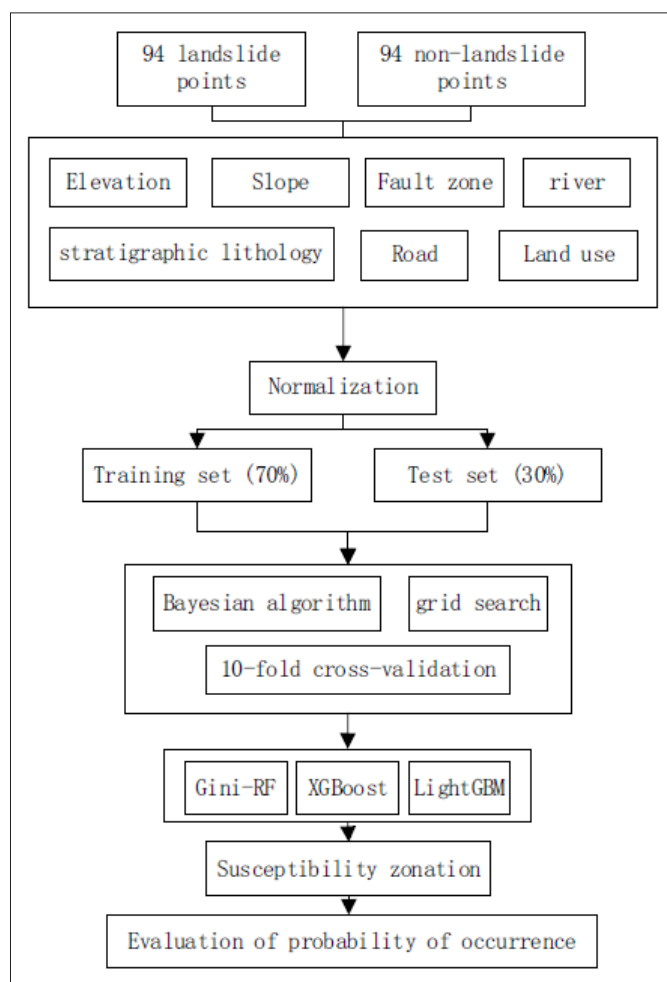 94 landslide
points
94 non-landslide
points
Elevation
Slope
Fault zone
river
stratigraphic lithology
Road
Land use
Normalization
Training set (70%)
Test set (30%)
Bayesian algorithm
grid search
10-fold cross-validation
Gini-RF
XGBoost
LightGBM
Susceptibility zonation
Evaluation of probability of occurrence